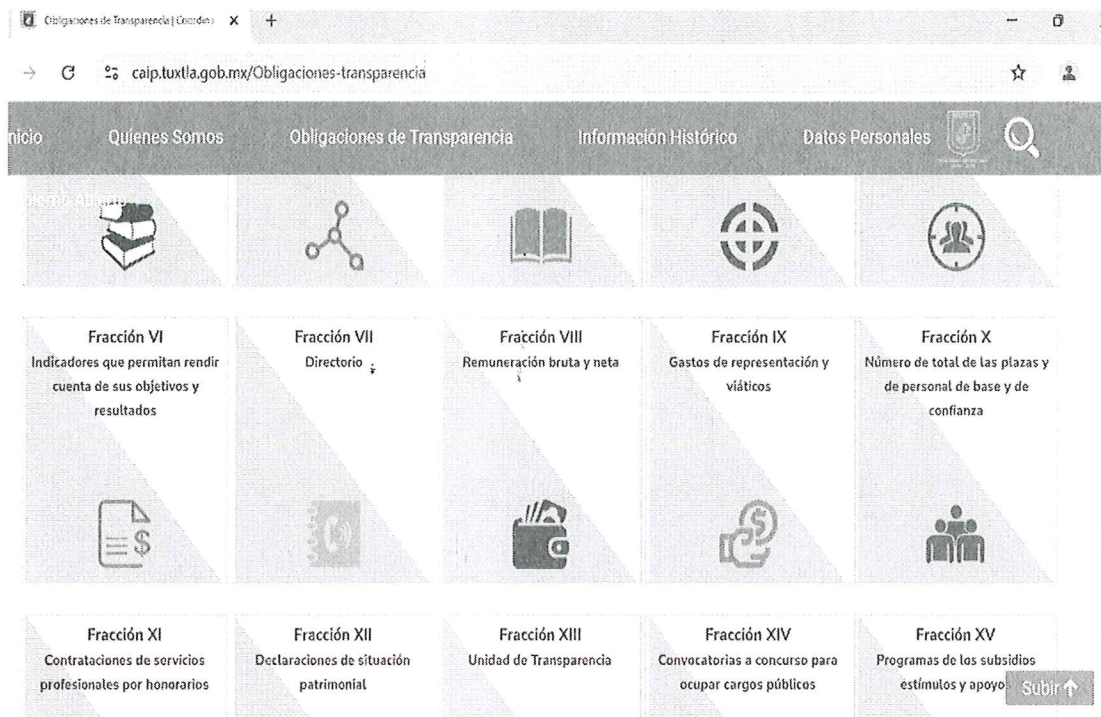 Obligaciones de Transparencia | Coordina
caip.tuxtla.gob.mx/Obligaciones-transparencia
nicio Quienes Somos Obligaciones de Transparencia Información Histórico Datos Personales
bierno Abierto
Fracción VI
Indicadores que permitan rendir
cuenta de sus objetivos y
resultados
Fracción VII
Directorio
Fracción VIII
Remuneración bruta y neta
Fracción IX
Gastos de representación y
viáticos
Fracción X
Número de total de las plazas y
de personal de base y de
confianza
Fracción XI
Contrataciones de servicios
profesionales por honorarios
Fracción XII
Declaraciones de situación
patrimonial
Fracción XIII
Unidad de Transparencia
Fracción XIV
Convocatorias a concurso para
ocupar cargos públicos
Fracción XV
Programas de los subsidios
estímulos y apoyo
Subir